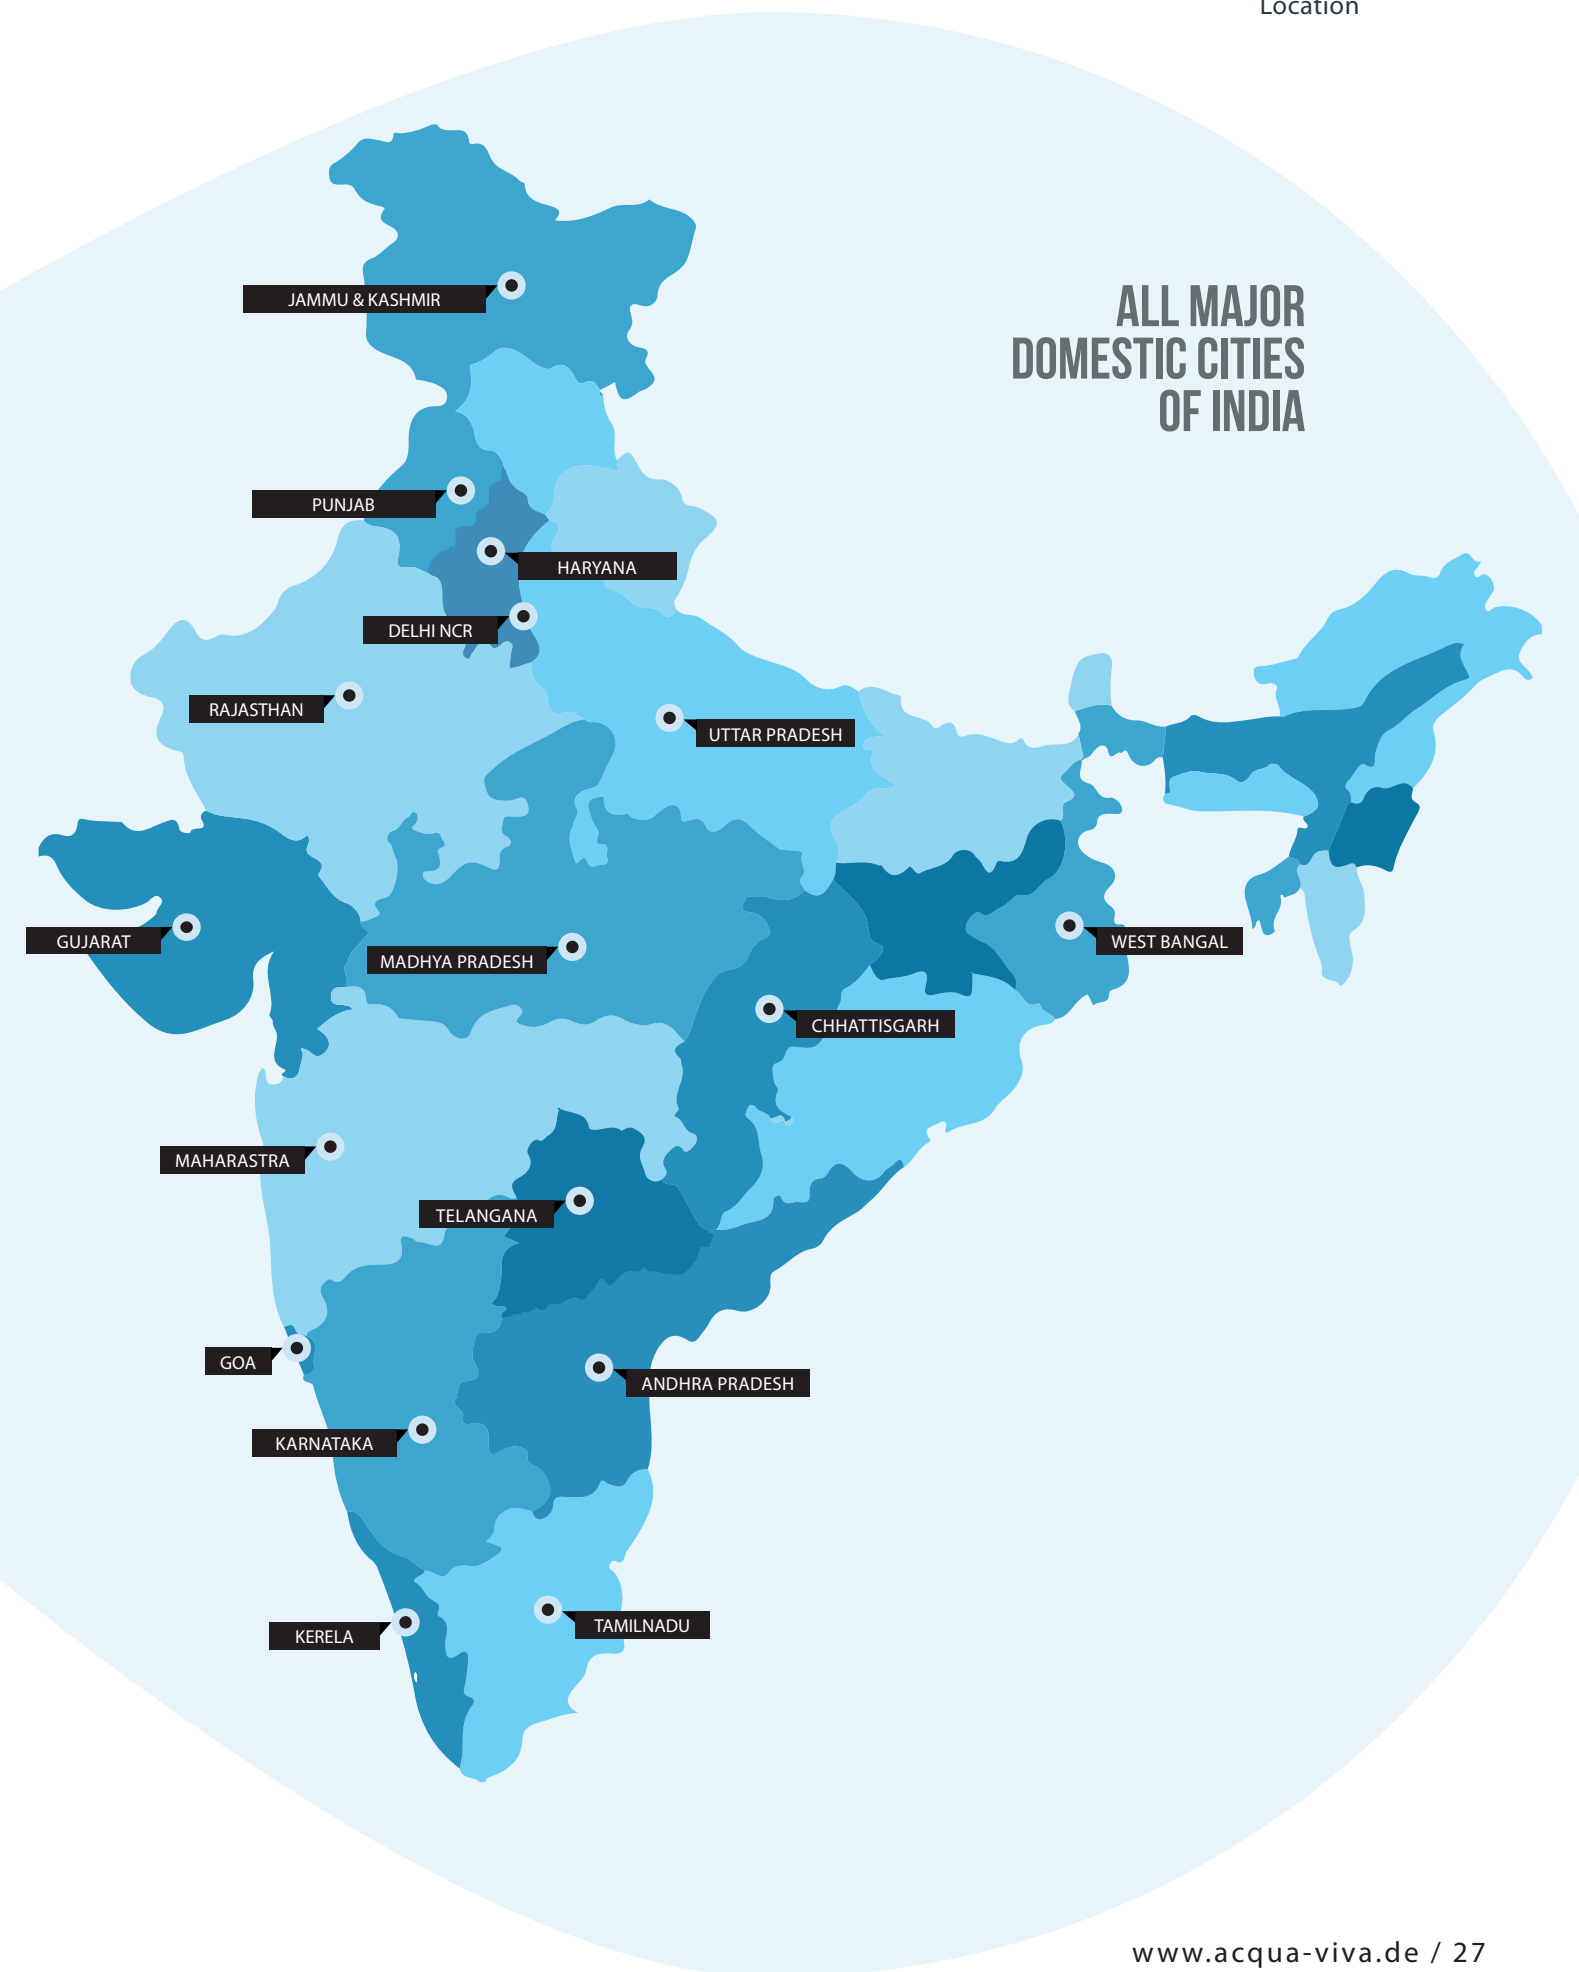 Location
ALL MAJOR
DOMESTIC CITIES
OF INDIA
JAMMU & KASHMIR
PUNJAB
HARYANA
DELHI NCR
RAJASTHAN
UTTAR PRADESH
GUJARAT
MADHYA PRADESH
WEST BANGAL
CHHATTISGARH
MAHARASTRA
TELANGANA
GOA
ANDHRA PRADESH
KARNATAKA
TAMILNADU
KERELA
www.acqua-viva.de / 27